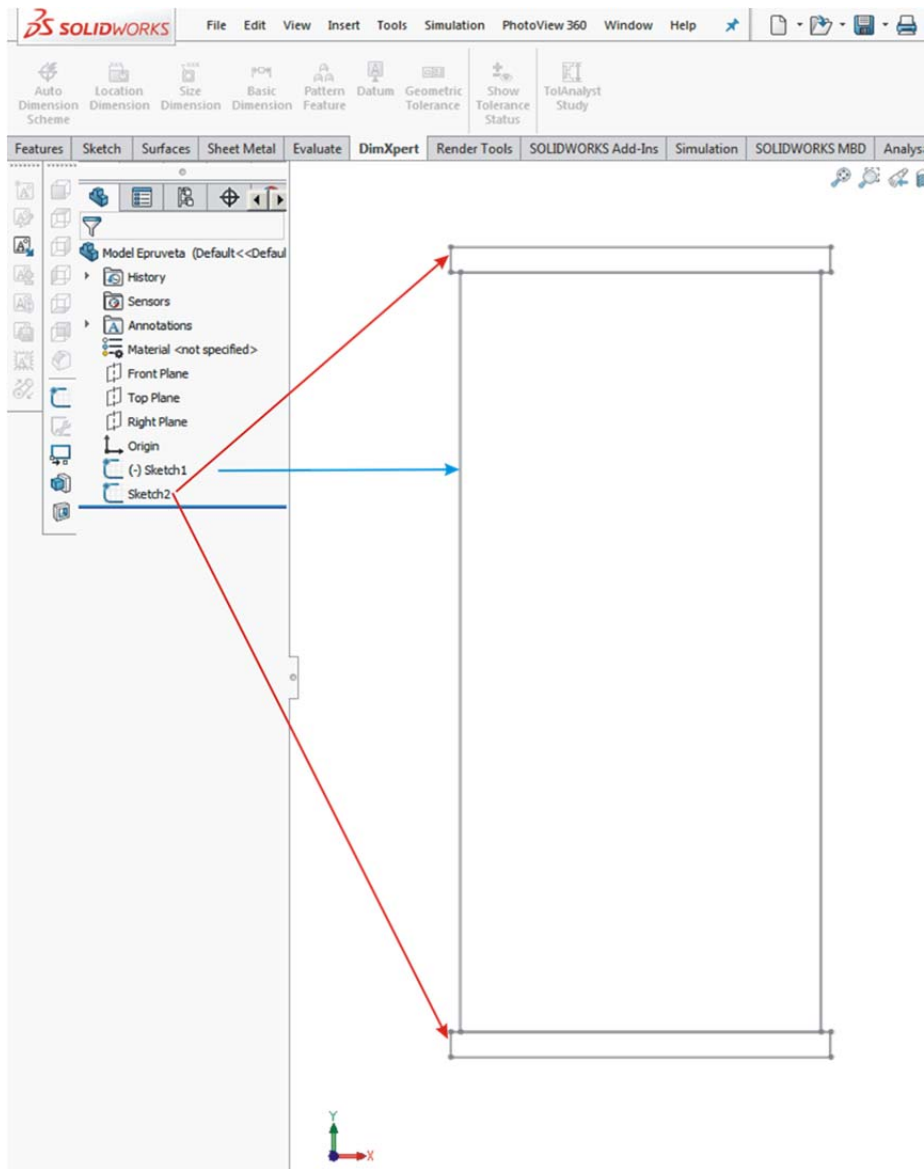 SOLIDWORKS File Edit View Insert Tools Simulation PhotoView 360 Window Help
Auto Dimension Scheme
Location Dimension
Size Dimension
Basic Dimension
Pattern Feature
Datum
Geometric Tolerance
Show Tolerance Status
TolAnalyst Study
Features Sketch Surfaces Sheet Metal Evaluate DimXpert Render Tools SOLIDWORKS Add-Ins Simulation SOLIDWORKS MBD Analys
Model Epruveta (Default<<Defaul
History
Sensors
Annotations
Material <not specified>
Front Plane
Top Plane
Right Plane
Origin
(-) Sketch1
Sketch2
Y
X